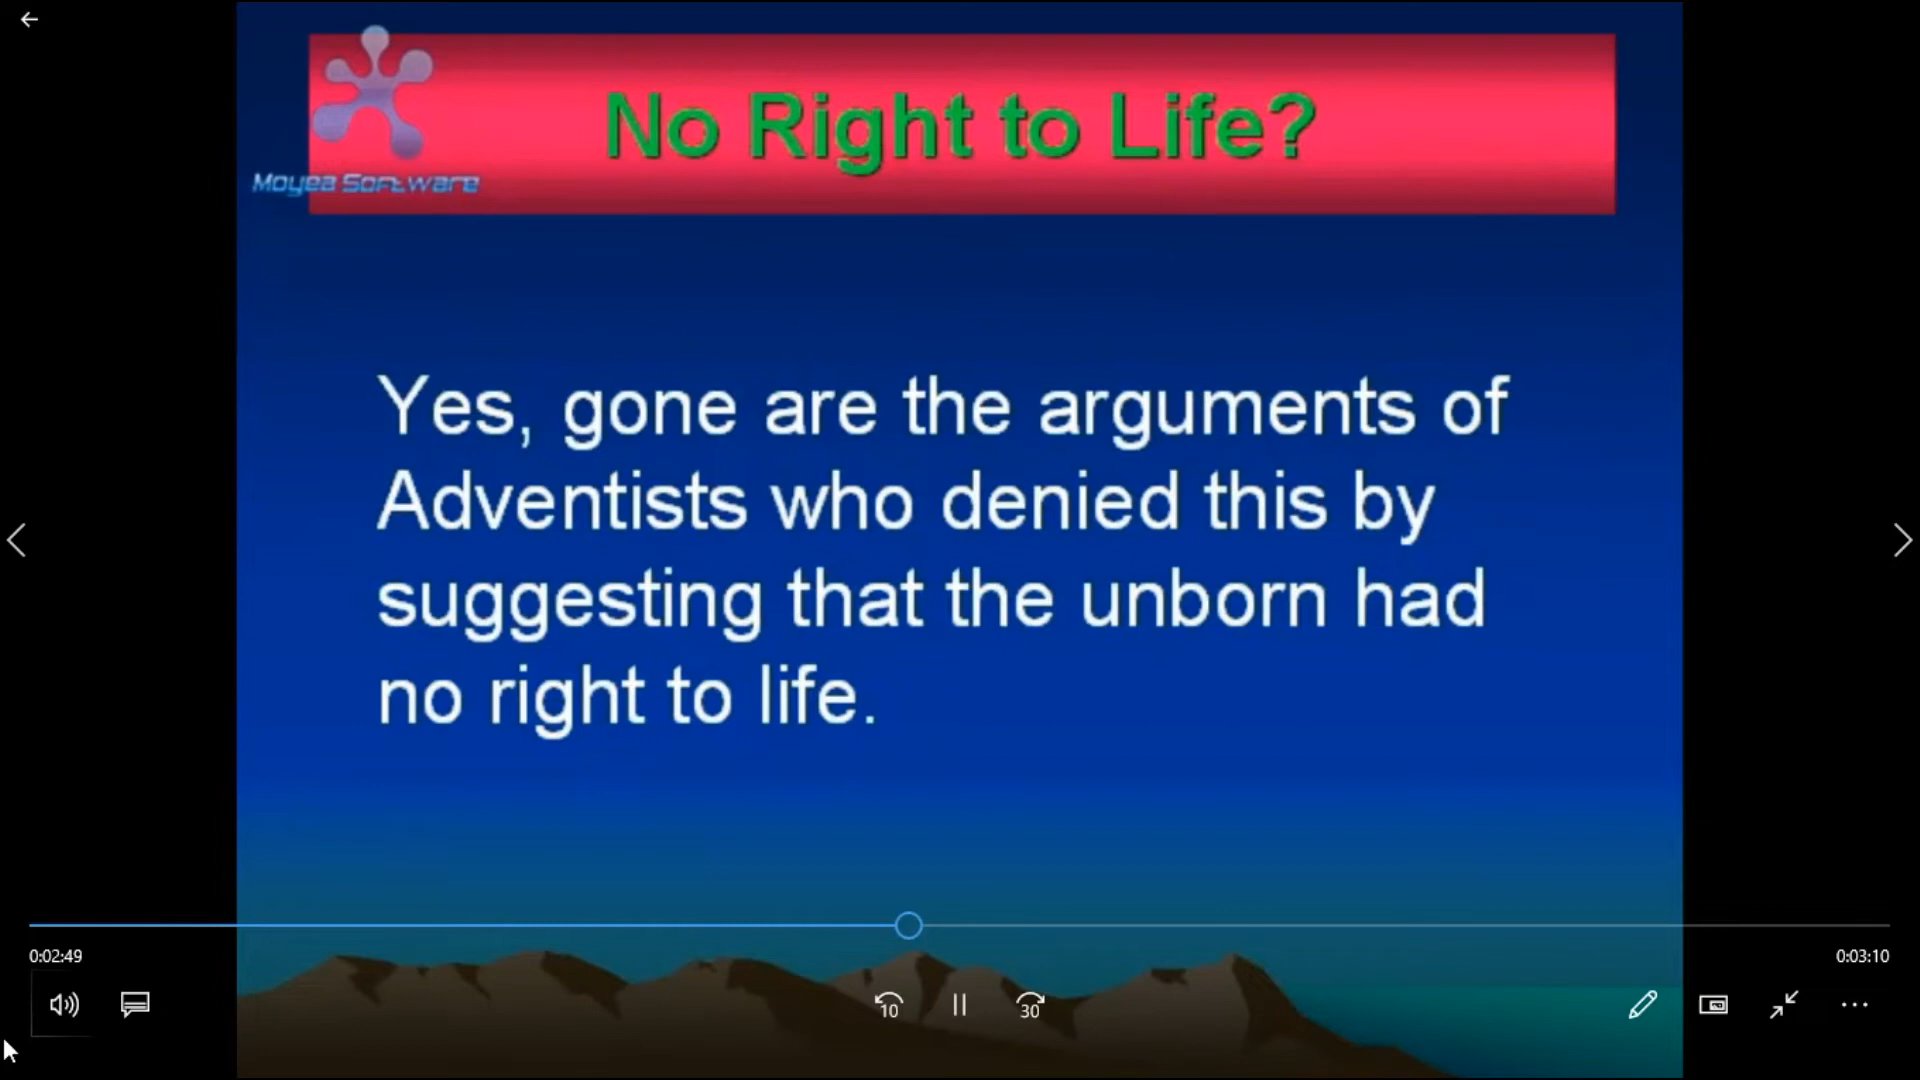 No Right to Life?
Moyea Software
Yes, gone are the arguments of
Adventists who denied this by
suggesting that the unborn had
no right to life.
0:02:49
0:03:10
10
30